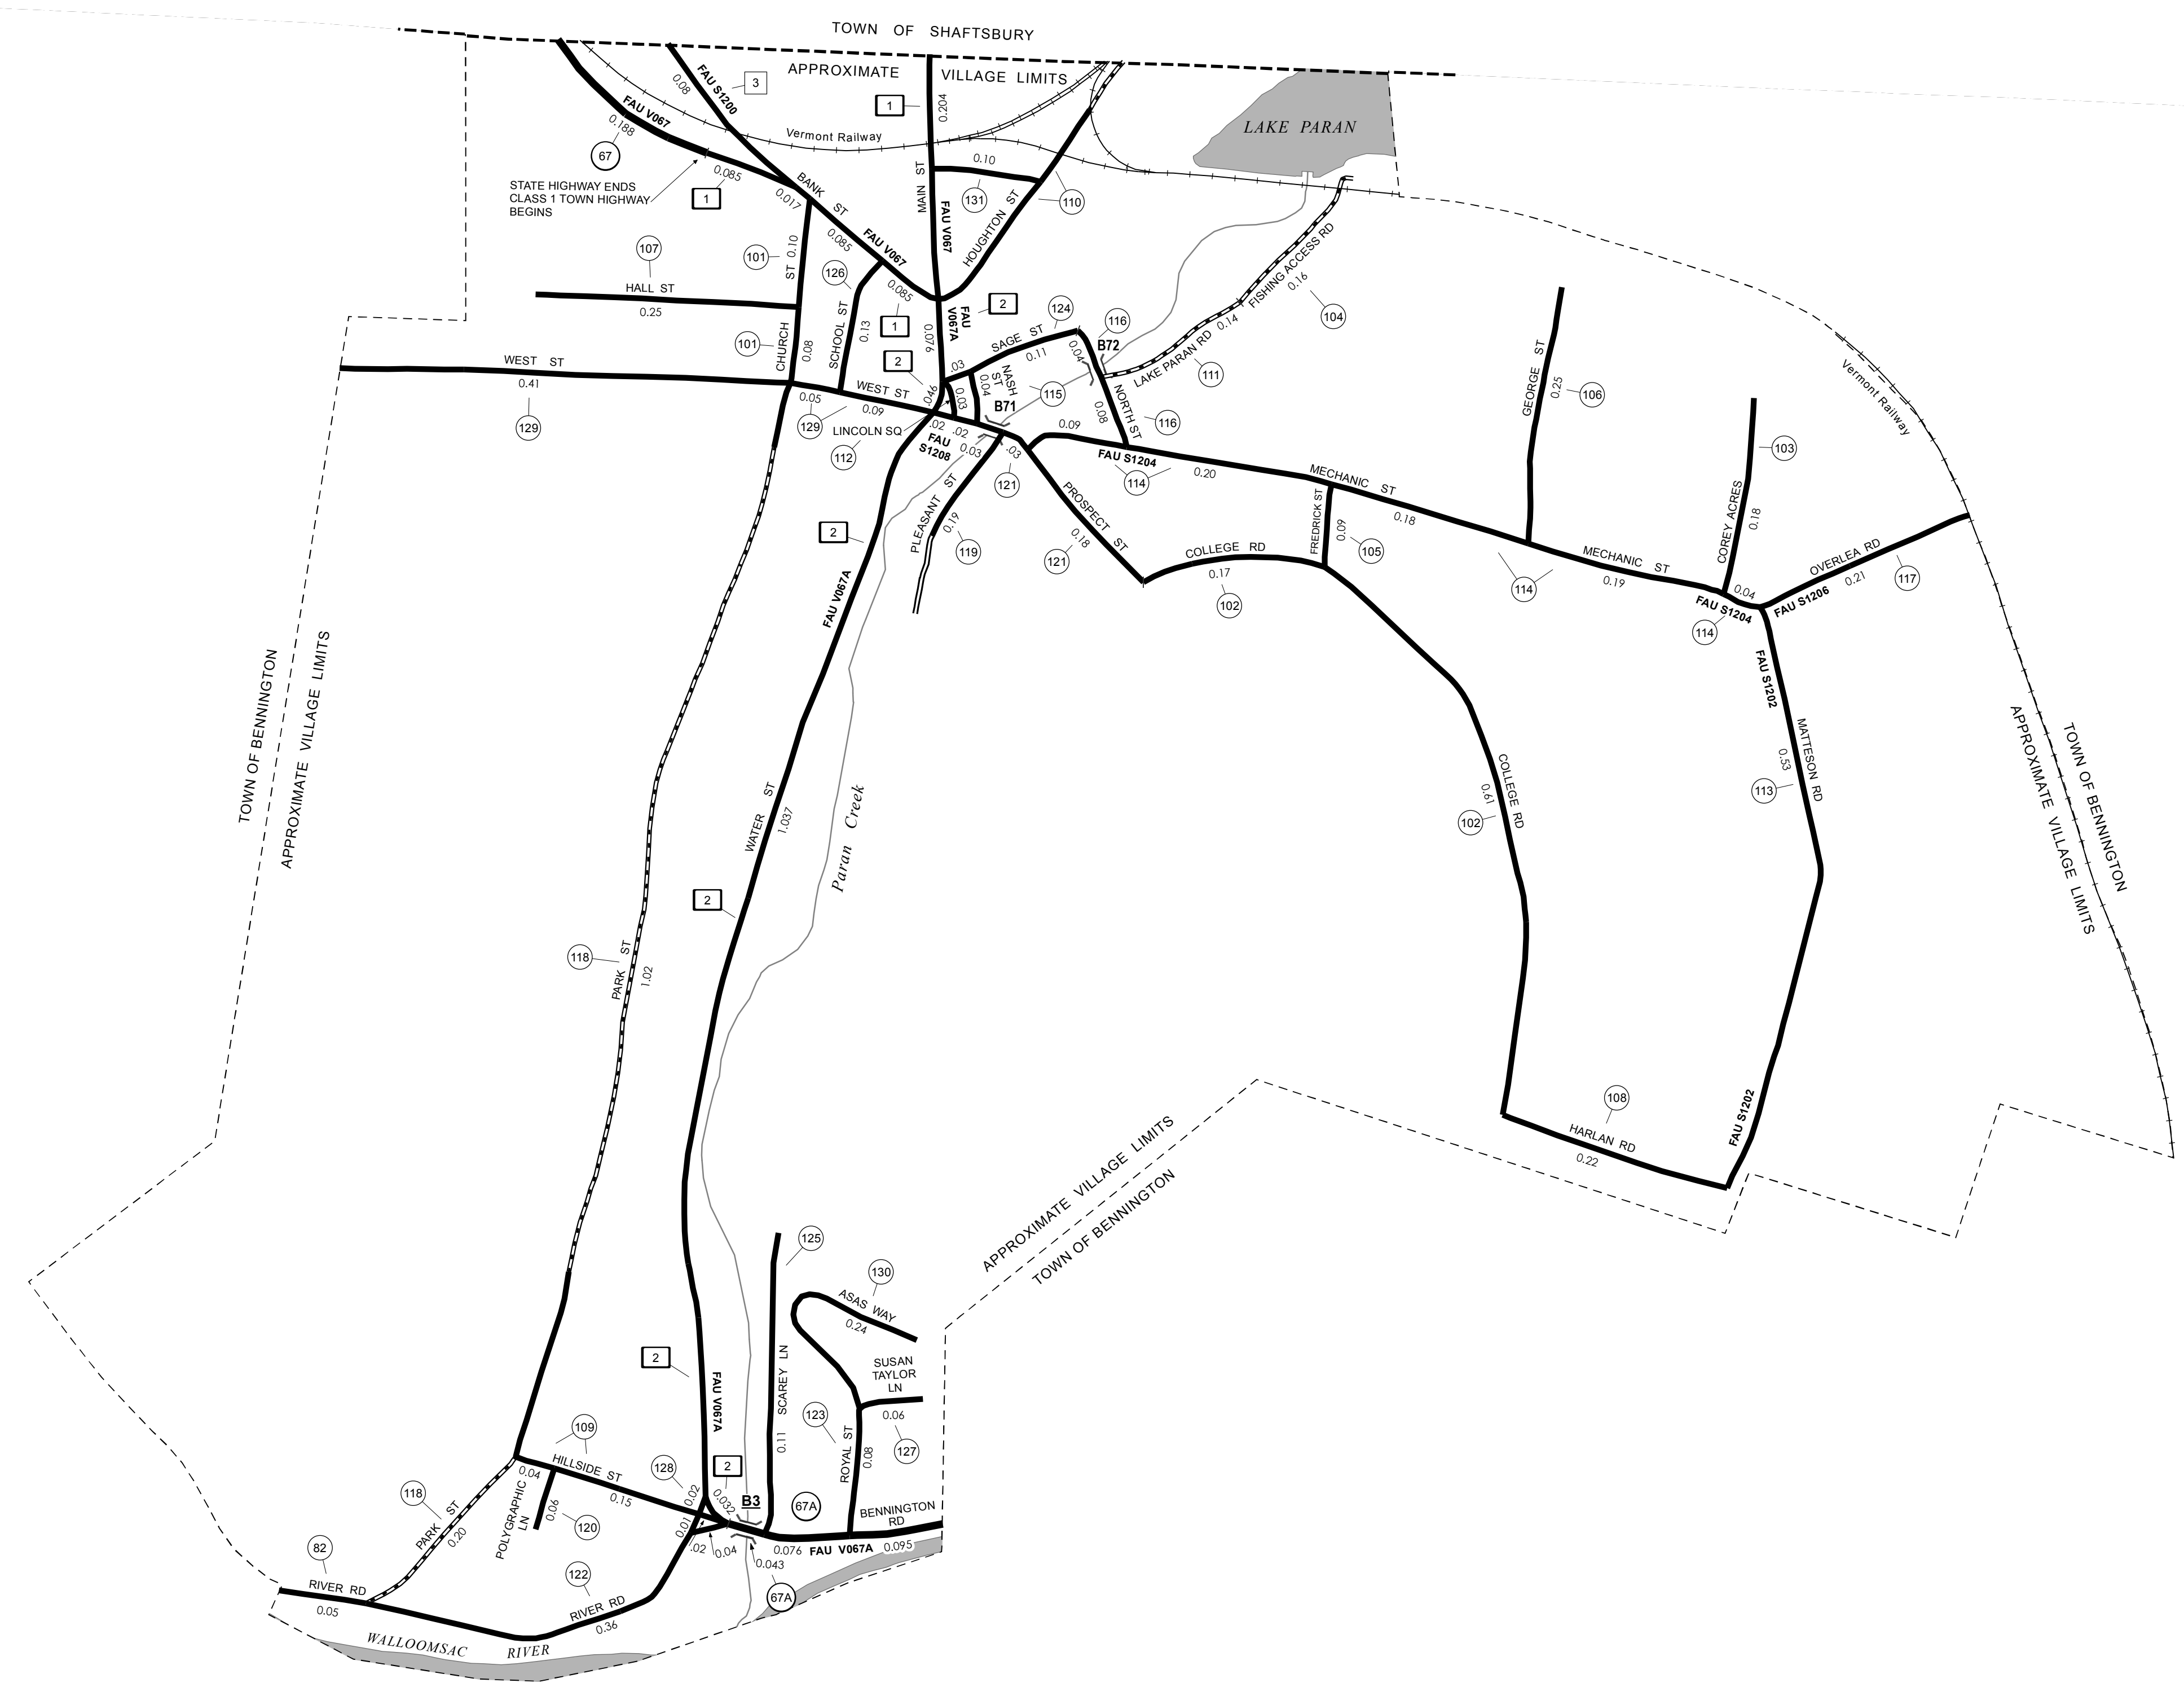 TOWN OF SHAFTSBURY
APPROXIMATE VILLAGE LIMITS
FAU S1200
0.08
3
1
0.204
FAU V067
0.188
67
Vermont Railway
LAKE PARAN
STATE HIGHWAY ENDS
CLASS 1 TOWN HIGHWAY
BEGINS
0.085
1
0.017
BANK ST
0.085
FAU V067
0.085
1
MAIN ST
FAU V067
0.10
131
110
HOUGHTON ST
107
HALL ST
0.25
101
ST 0.10
101
CHURCH
0.08
126
SCHOOL ST
0.13
2
FAU
V067A
0.076
2
.046
124
SAGE ST
0.11
.03
NASH
ST
0.04
0.03
116
B72
0.04
115
B71
LAKE PARAN RD 0.14
FISHING ACCESS RD
0.16
104
111
NORTH ST
0.08
116
WEST ST
0.41
129
0.05
129
WEST ST
0.09
LINCOLN SQ
112
.02
.02
FAU
S1208
0.03
.03
121
0.09
FAU S1204
114
0.20
MECHANIC ST
0.18
PLEASANT ST
0.19
119
PROSPECT ST
0.18
121
COLLEGE RD
0.17
102
FREDRICK ST
0.09
105
GEORGE ST
0.25
106
114
MECHANIC ST
0.19
COREY ACRES
0.18
103
0.04
FAU S1204
114
OVERLEA RD
0.21
117
FAU S1206
Vermont Railway
FAU S1202
MATTESON RD
0.53
113
COLLEGE RD
0.61
102
TOWN OF BENNINGTON
APPROXIMATE VILLAGE LIMITS
APPROXIMATE VILLAGE LIMITS
TOWN OF BENNINGTON
2
FAU V067A
WATER ST
1.037
Paran Creek
2
118
PARK ST
1.02
108
HARLAN RD
0.22
FAU S1202
APPROXIMATE VILLAGE LIMITS
TOWN OF BENNINGTON
125
130
ASAS WAY
0.24
2
FAU V067A
SCAREY LN
0.11
SUSAN
TAYLOR
LN
0.06
127
123
ROYAL ST
0.08
109
HILLSIDE ST
0.04
0.15
128
0.02
2
0.032
B3
67A
BENNINGTON
RD
118
PARK ST
0.20
POLYGRAPHIC
LN
0.06
120
0.01
.02
0.04
0.043
0.076
FAU V067A
0.095
67A
82
RIVER RD
0.05
122
RIVER RD
0.36
WALLOOMSAC RIVER